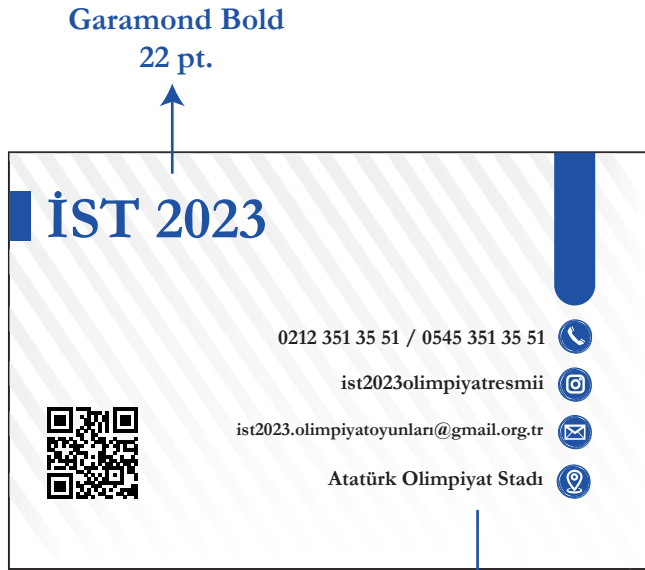 Garamond Bold
22 pt.
İST 2023
0212 351 35 51 / 0545 351 35 51
ist2023olimpiyatresmii
ist2023.olimpiyatoyunları@gmail.org.tr
Atatürk Olimpiyat Stadı